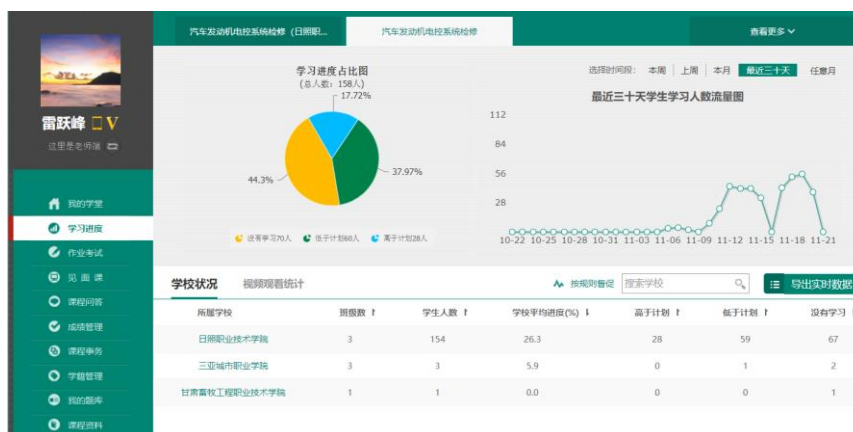 汽车发动机电控系统检修（日照职...
汽车发动机电控系统检修
查看更多
雷跃峰 V
这里是老师端
我的学堂
学习进度
作业考试
见面课
课程问答
成绩管理
课程事务
学籍管理
我的题库
课程资料
学习进度占比图
(总人数：158人)
17.72%
37.97%
44.3%
没有学习70人 低于计划60人 高于计划28人
选择时间段： 本周 上周 本月 最近三十天 任意月
最近三十天学生学习人数流量图
112
84
56
28
10-22 10-25 10-28 10-31 11-03 11-06 11-09 11-12 11-15 11-18 11-21
学校状况 视频观看统计 按规则督促 搜索学校 导出实时数据
所属学校 班级数 学生人数 学校平均进度(%) 高于计划 低于计划 没有学习
日照职业技术学院 3 154 26.3 28 59 67
三亚城市职业学院 3 3 5.9 0 1 2
甘肃畜牧工程职业技术学院 1 1 0.0 0 0 1